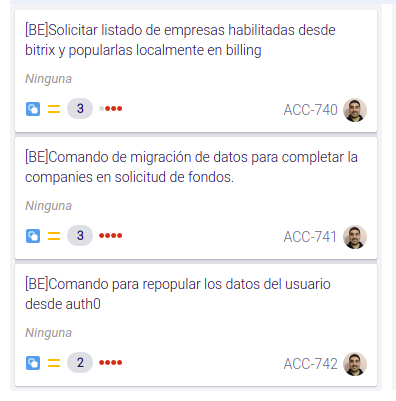 [BE]Solicitar listado de empresas habilitadas desde
bitrix y popularlas localmente en billing
Ninguna
3
ACC-740
[BE]Comando de migración de datos para completar la
companies en solicitud de fondos.
Ninguna
3
ACC-741
[BE]Comando para repopular los datos del usuario
desde auth0
Ninguna
2
ACC-742